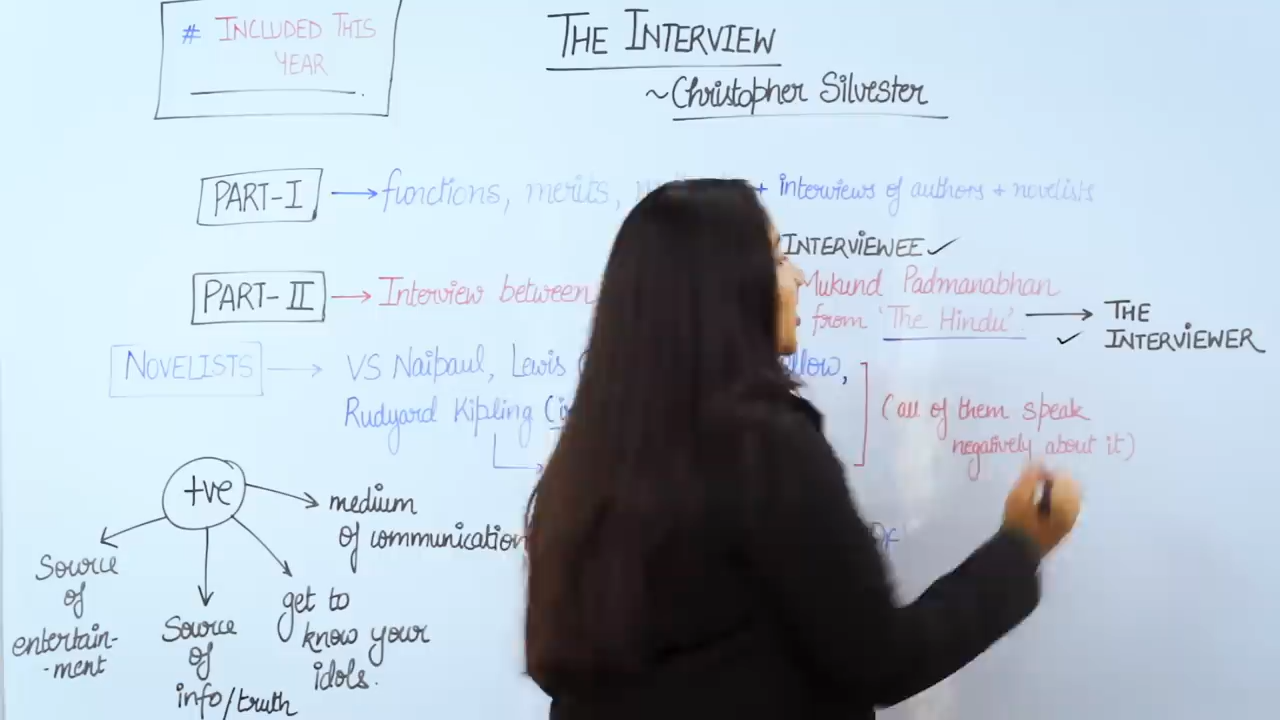 # INCLUDED THIS
YEAR
THE INTERVIEW
~Christopher Silvester
PART-I → functions, merits, + interviews of authors + novelists
INTERVIEWEE ✓
PART-II → Interview between Mukund Padmanabhan
from 'The Hindu' → THE
✓ INTERVIEWER
NOVELISTS → VS Naipaul, Lewis
Rudyard Kipling
(all of them speak
negatively about it)
+ve
medium
of communication
Source
of
entertain-
-ment
Source
of
info/truth
get to
know your
idols.